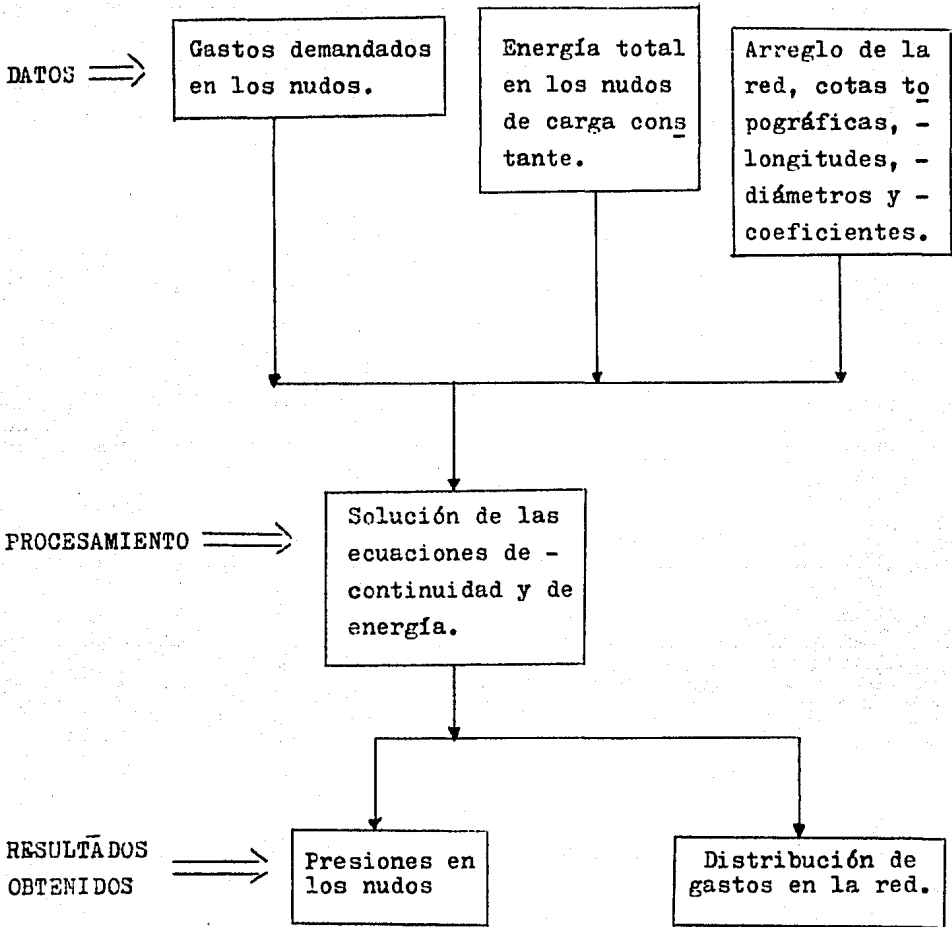 DATOS
Gastos demandados
en los nudos.
Energía total
en los nudos
de carga cons
tante.
Arreglo de la
red, cotas to
pográficas, -
longitudes, -
diámetros y -
coeficientes.
PROCESAMIENTO
Solución de las
ecuaciones de -
continuidad y de
energía.
RESULTADOS
OBTENIDOS
Presiones en
los nudos
Distribución de
gastos en la red.